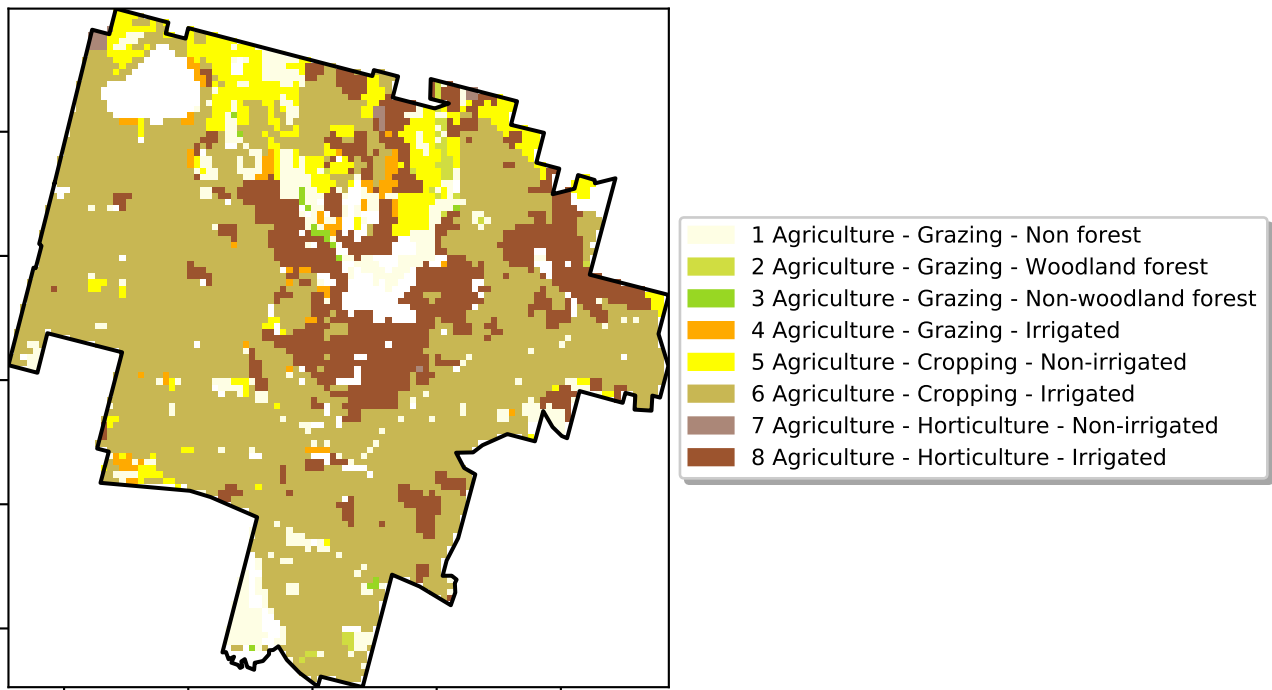 1 Agriculture - Grazing - Non forest
2 Agriculture - Grazing - Woodland forest
3 Agriculture - Grazing - Non-woodland forest
4 Agriculture - Grazing - Irrigated
5 Agriculture - Cropping - Non-irrigated
6 Agriculture - Cropping - Irrigated
7 Agriculture - Horticulture - Non-irrigated
8 Agriculture - Horticulture - Irrigated